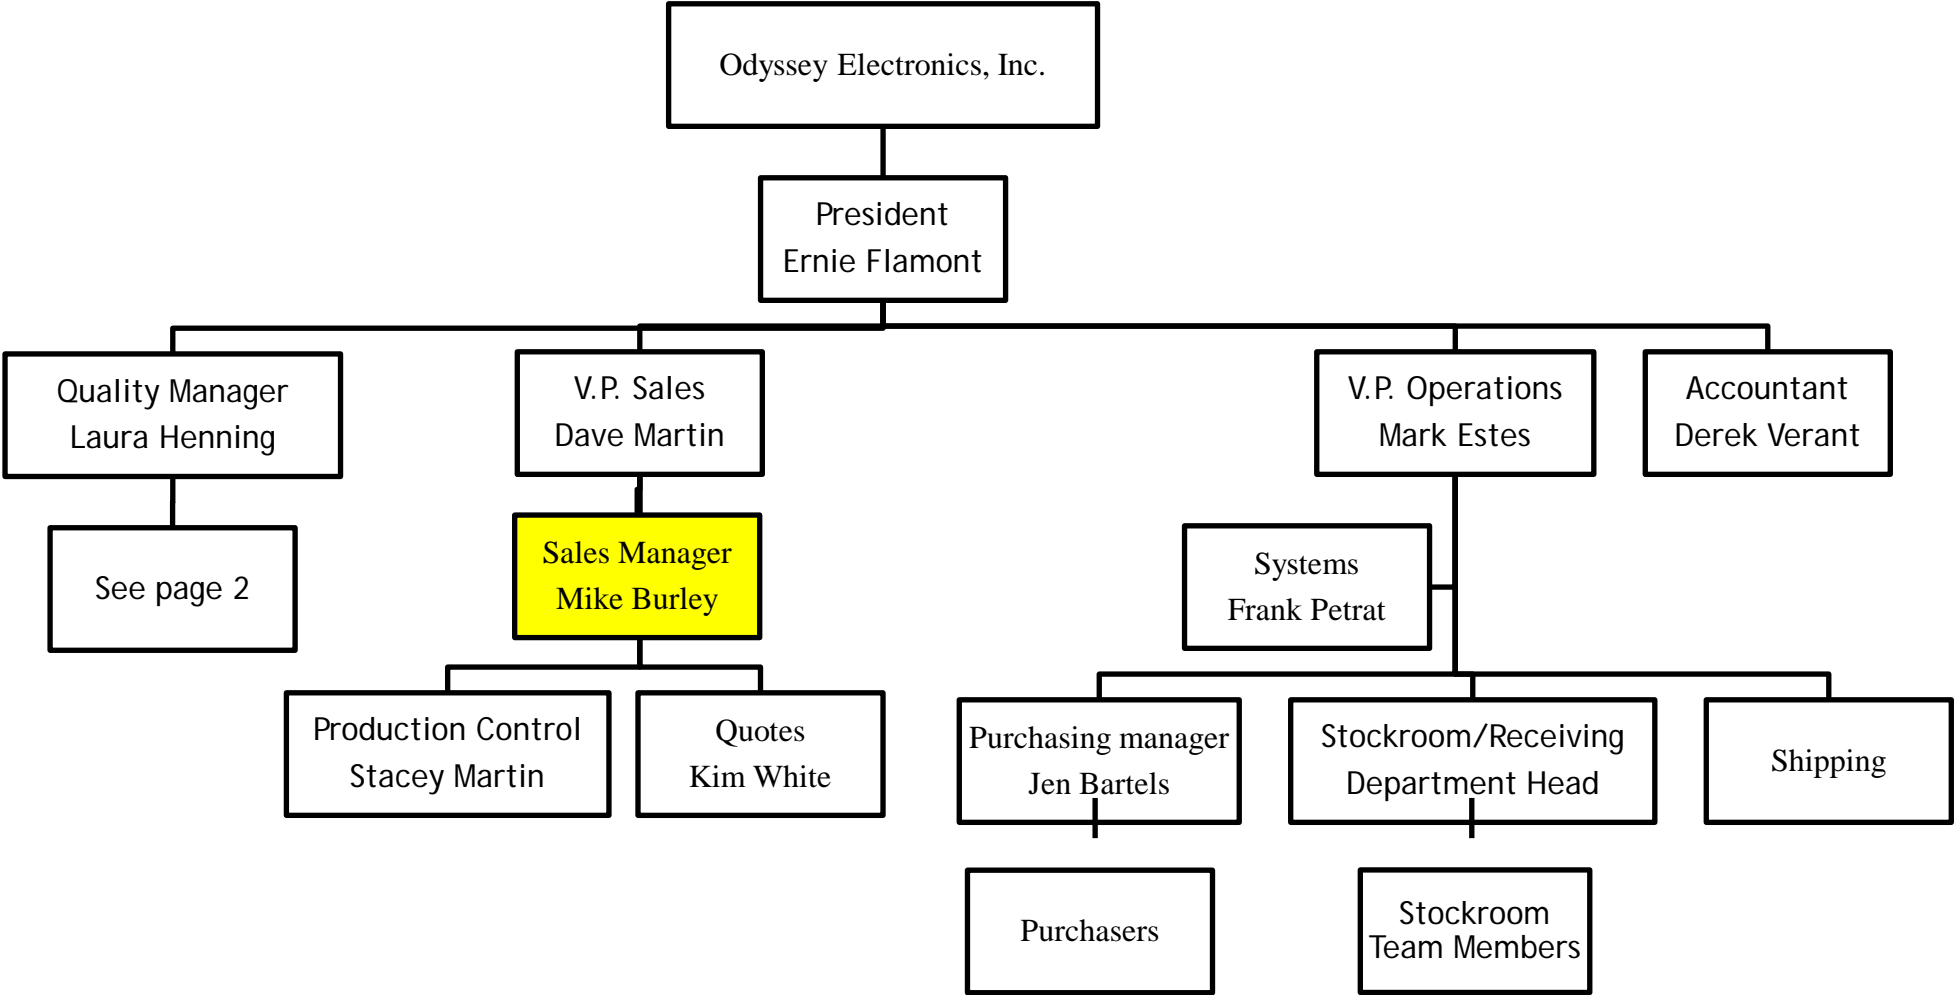 Odyssey Electronics, Inc.
President
Ernie Flamont
Quality Manager
Laura Henning
V.P. Sales
Dave Martin
V.P. Operations
Mark Estes
Accountant
Derek Verant
See page 2
Sales Manager
Mike Burley
Systems
Frank Petrat
Production Control
Stacey Martin
Quotes
Kim White
Purchasing manager
Jen Bartels
Stockroom/Receiving
Department Head
Shipping
Purchasers
Stockroom
Team Members